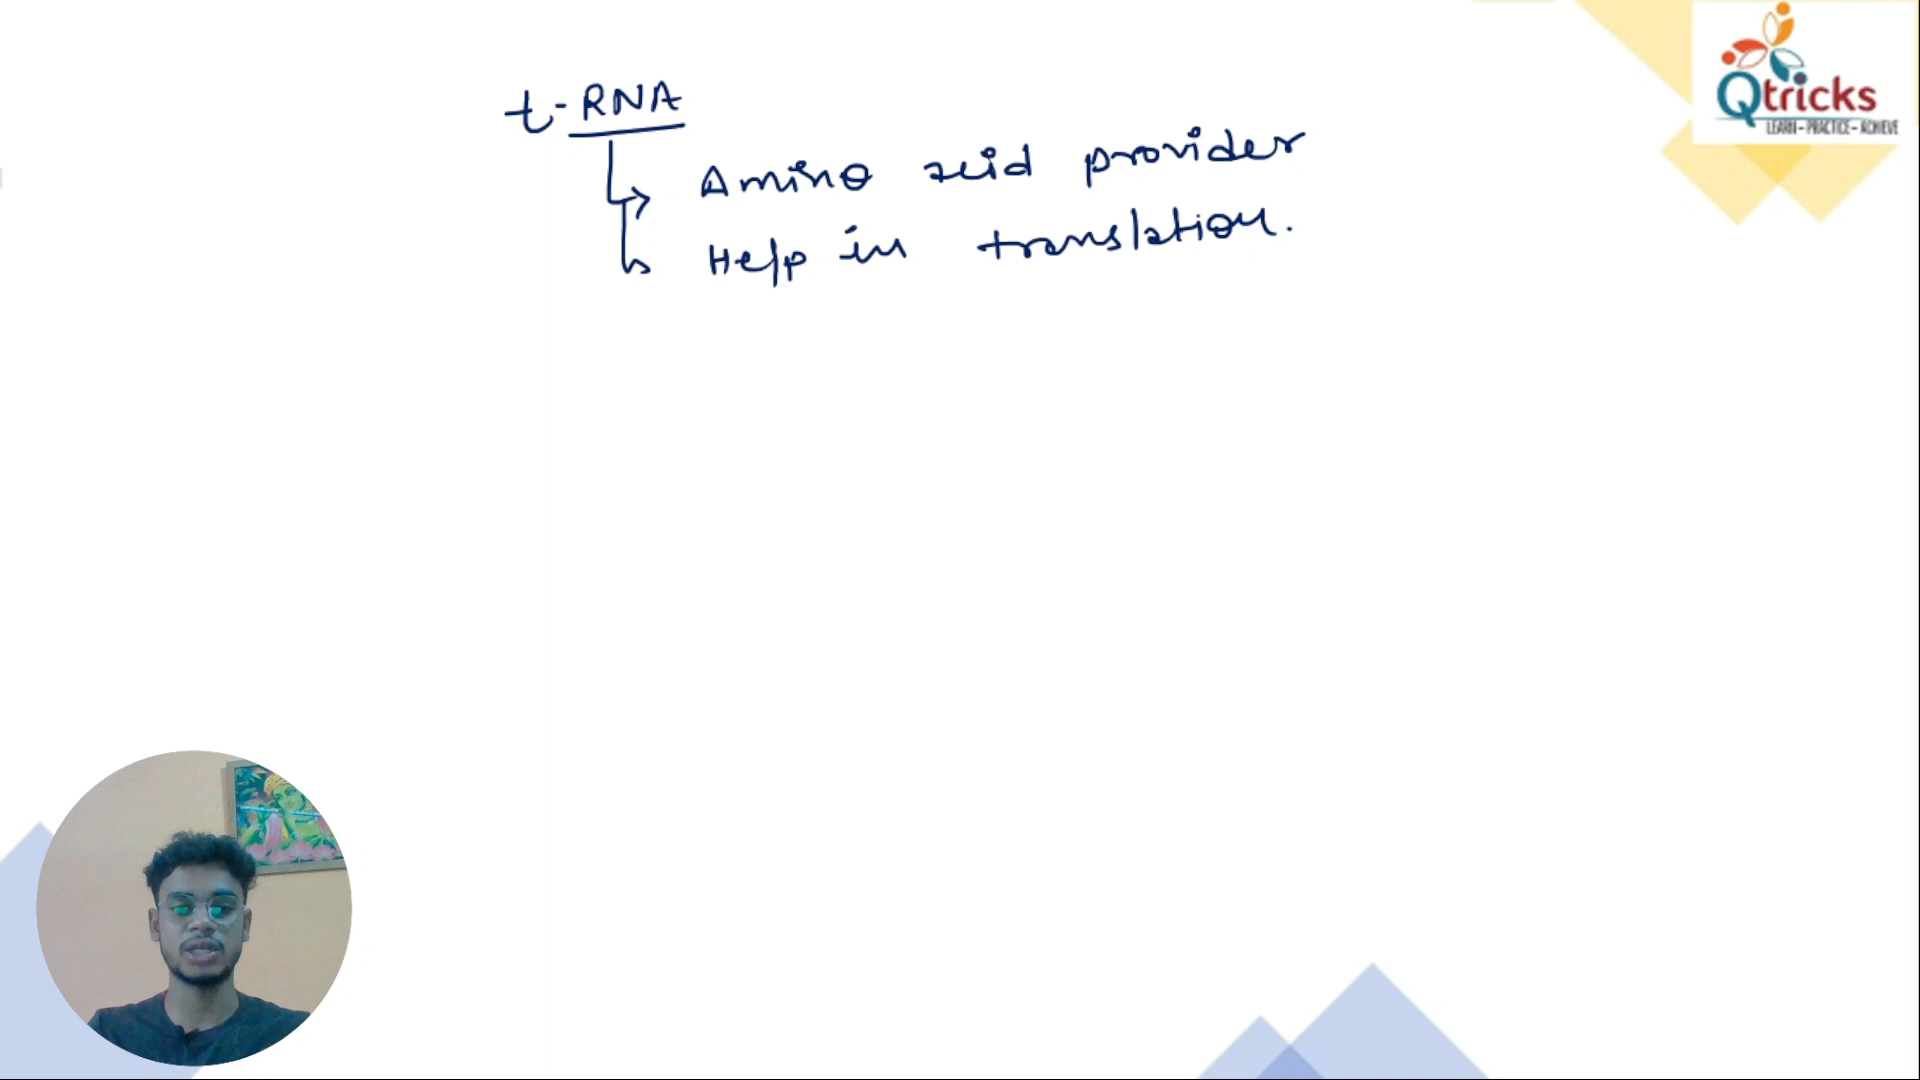 t-RNA
Amino acid provider
Help in translation.
Qtricks
LEARN - PRACTICE - ACHIEVE